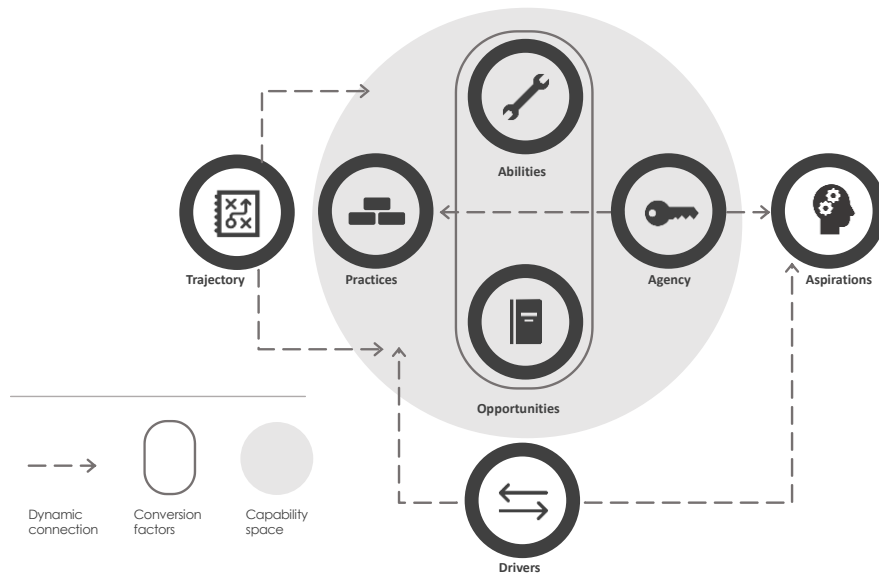 Abilities
Trajectory
Practices
Agency
Aspirations
Opportunities
Dynamic
connection
Conversion
factors
Capability
space
Drivers